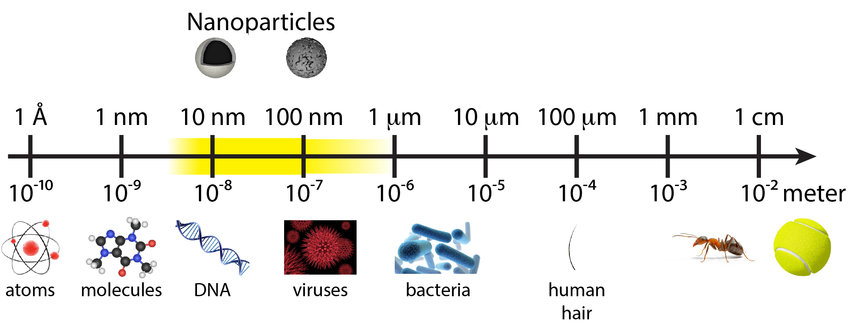 Nanoparticles
1 Å 1 nm 10 nm 100 nm 1 μm 10 μm 100 μm 1 mm 1 cm
10⁻¹⁰ 10⁻⁹ 10⁻⁸ 10⁻⁷ 10⁻⁶ 10⁻⁵ 10⁻⁴ 10⁻³ 10⁻² meter
atoms molecules DNA viruses bacteria human
hair